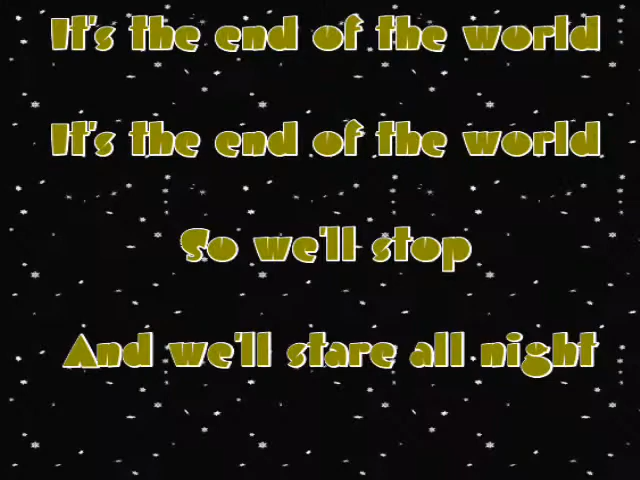 It's the end of the world
It's the end of the world
So we'll stop
And we'll stare all night